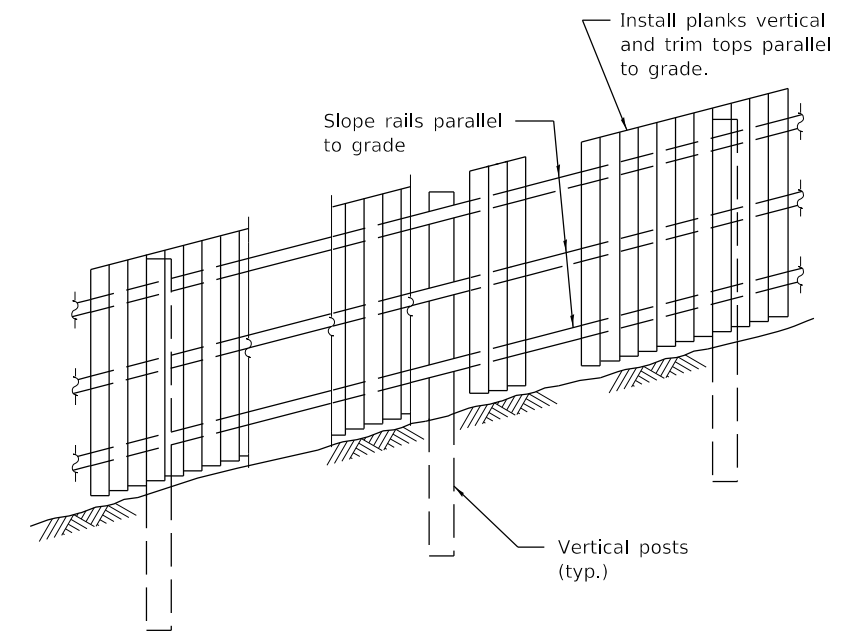 Install planks vertical
and trim tops parallel
to grade.
Slope rails parallel
to grade
Vertical posts
(typ.)